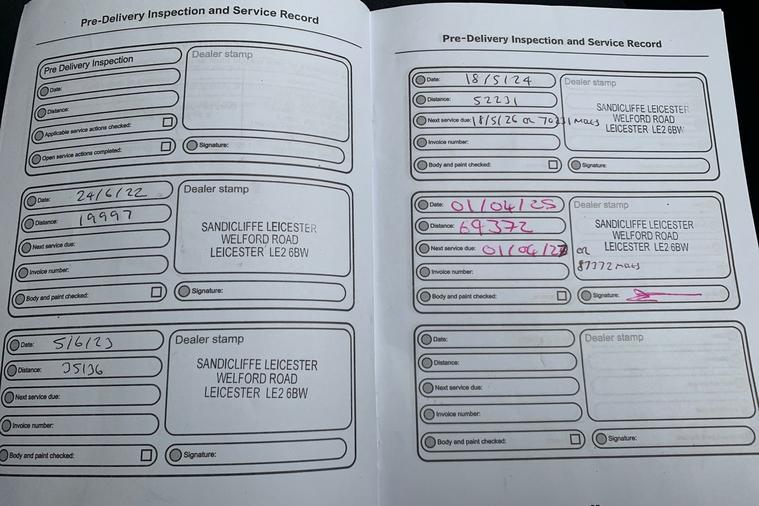 Pre-Delivery Inspection and Service Record
Pre Delivery Inspection
Dealer stamp
Date:
Distance:
Applicable service actions checked:
Open service actions completed:
Signature:
Date: 24/6/22
Dealer stamp
Distance: 19997
Next service due:
Invoice number:
Body and paint checked:
SANDICLIFFE LEICESTER
WELFORD ROAD
LEICESTER LE2 6BW
Signature:
Date: 5/6/23
Dealer stamp
Distance: 35136
Next service due:
Invoice number:
Body and paint checked:
SANDICLIFFE LEICESTER
WELFORD ROAD
LEICESTER LE2 6BW
Signature:
Pre-Delivery Inspection and Service Record
Date: 18/5/24
Dealer stamp
Distance: 52231
Next service due: 18/5/26 OR 70231 MILES
Invoice number:
Body and paint checked:
SANDICLIFFE LEICESTER
WELFORD ROAD
LEICESTER LE2 6BW
Signature:
Date: 01/04/25
Dealer stamp
Distance: 69372
Next service due: 01/04/27 OR
87372 MILES
Invoice number:
Body and paint checked:
SANDICLIFFE LEICESTER
WELFORD ROAD
LEICESTER LE2 6BW
Signature:
Date:
Dealer stamp
Distance:
Next service due:
Invoice number:
Body and paint checked:
Signature: